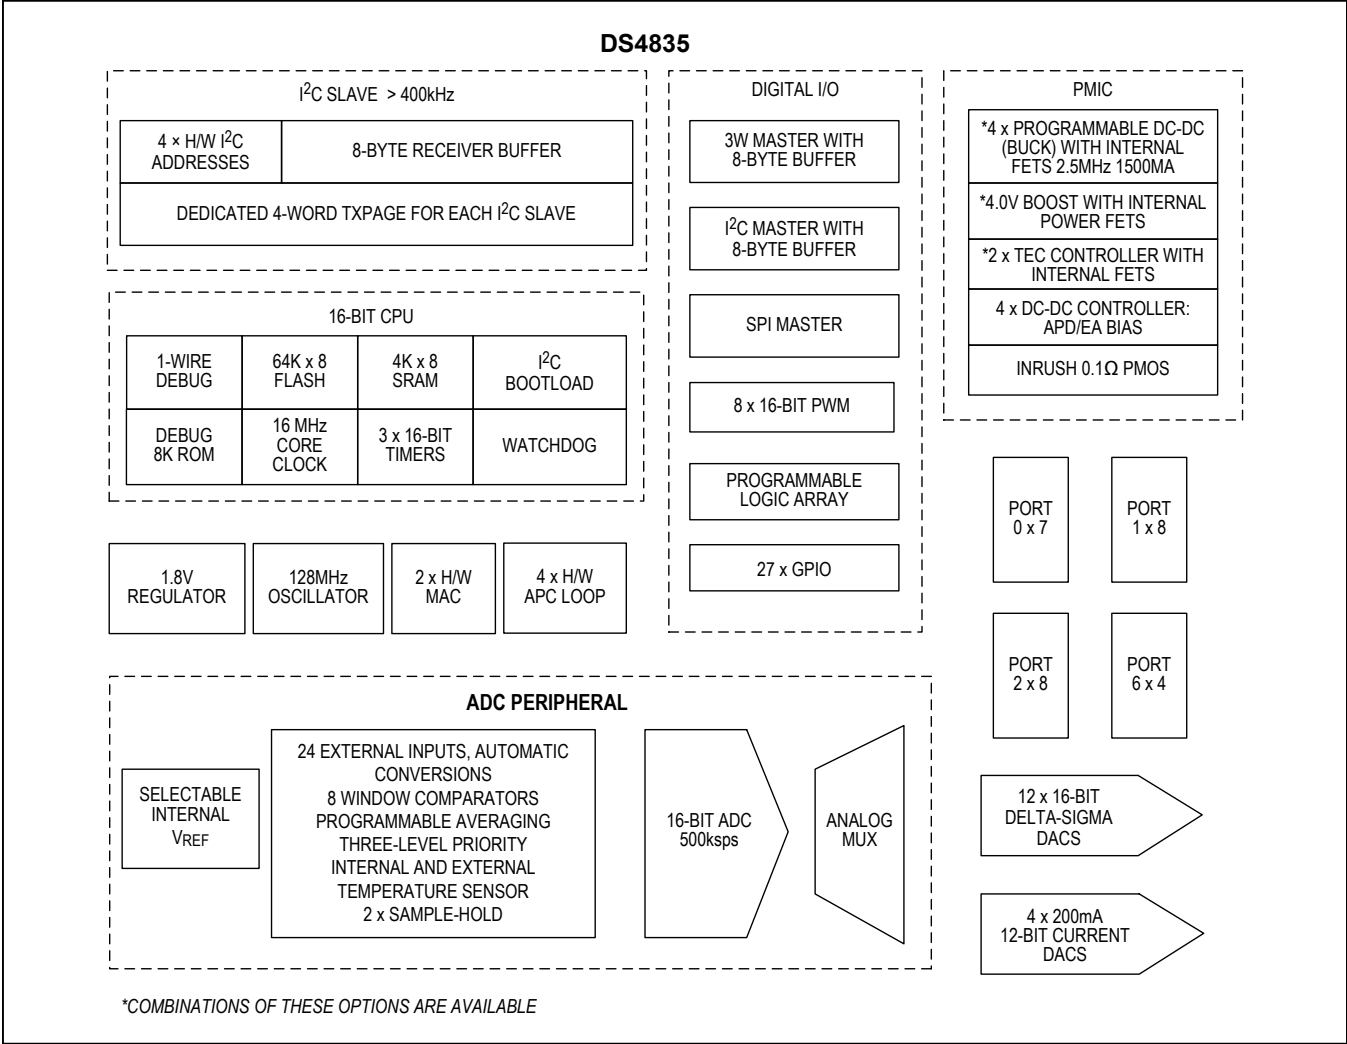 DS4835
I2C SLAVE > 400kHz
4 × H/W I2C
ADDRESSES
8-BYTE RECEIVER BUFFER
DEDICATED 4-WORD TXPAGE FOR EACH I2C SLAVE
16-BIT CPU
1-WIRE
DEBUG
64K x 8
FLASH
4K x 8
SRAM
I2C
BOOTLOAD
DEBUG
8K ROM
16 MHz
CORE
CLOCK
3 x 16-BIT
TIMERS
WATCHDOG
1.8V
REGULATOR
128MHz
OSCILLATOR
2 x H/W
MAC
4 x H/W
APC LOOP
DIGITAL I/O
3W MASTER WITH
8-BYTE BUFFER
I2C MASTER WITH
8-BYTE BUFFER
SPI MASTER
8 x 16-BIT PWM
PROGRAMMABLE
LOGIC ARRAY
27 x GPIO
PMIC
*4 x PROGRAMMABLE DC-DC
(BUCK) WITH INTERNAL
FETS 2.5MHz 1500MA
*4.0V BOOST WITH INTERNAL
POWER FETS
*2 x TEC CONTROLLER WITH
INTERNAL FETS
4 x DC-DC CONTROLLER:
APD/EA BIAS
INRUSH 0.1Ω PMOS
PORT
0 x 7
PORT
1 x 8
PORT
2 x 8
PORT
6 x 4
ADC PERIPHERAL
SELECTABLE
INTERNAL
VREF
24 EXTERNAL INPUTS, AUTOMATIC
CONVERSIONS
8 WINDOW COMPARATORS
PROGRAMMABLE AVERAGING
THREE-LEVEL PRIORITY
INTERNAL AND EXTERNAL
TEMPERATURE SENSOR
2 x SAMPLE-HOLD
16-BIT ADC
500ksps
ANALOG
MUX
12 x 16-BIT
DELTA-SIGMA
DACS
4 x 200mA
12-BIT CURRENT
DACS
*COMBINATIONS OF THESE OPTIONS ARE AVAILABLE